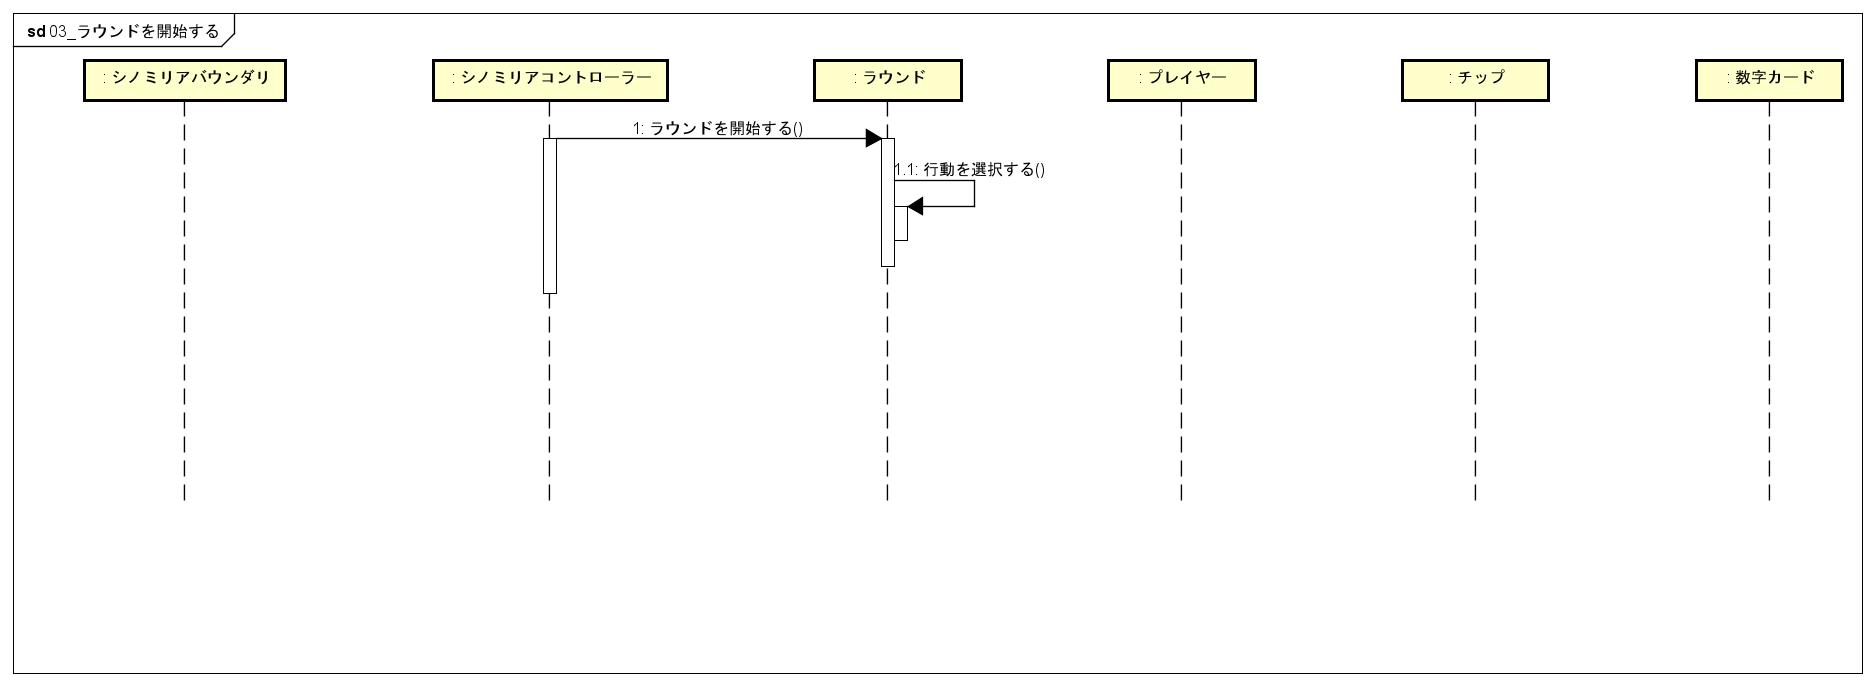 sd 03_ラウンドを開始する
: シノミリアバウンダリ
: シノミリアコントローラー
: ラウンド
: プレイヤー
: チップ
: 数字カード
1: ラウンドを開始する()
1.1: 行動を選択する()